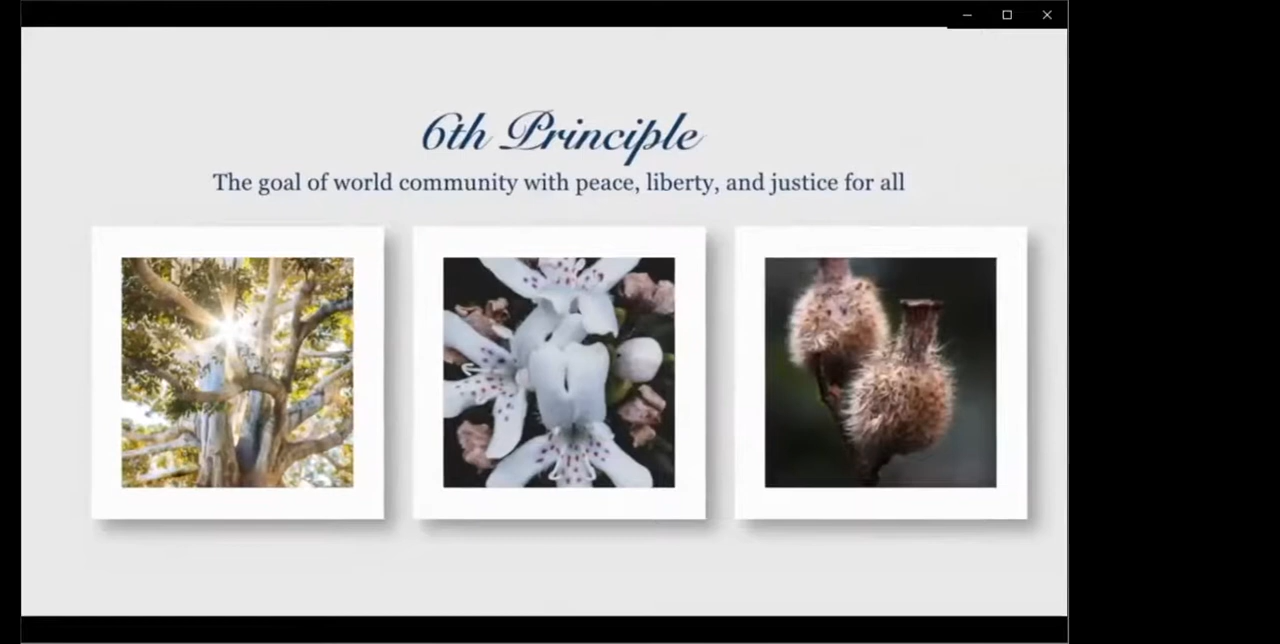 6th Principle
The goal of world community with peace, liberty, and justice for all